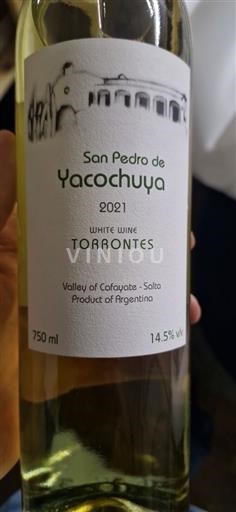 San Pedro de
Yacochuya
2021
WHITE WINE
TORRONTES
VINIOU
Valley of Cafayate - Salta
Product of Argentina
750 ml 14.5% v/v